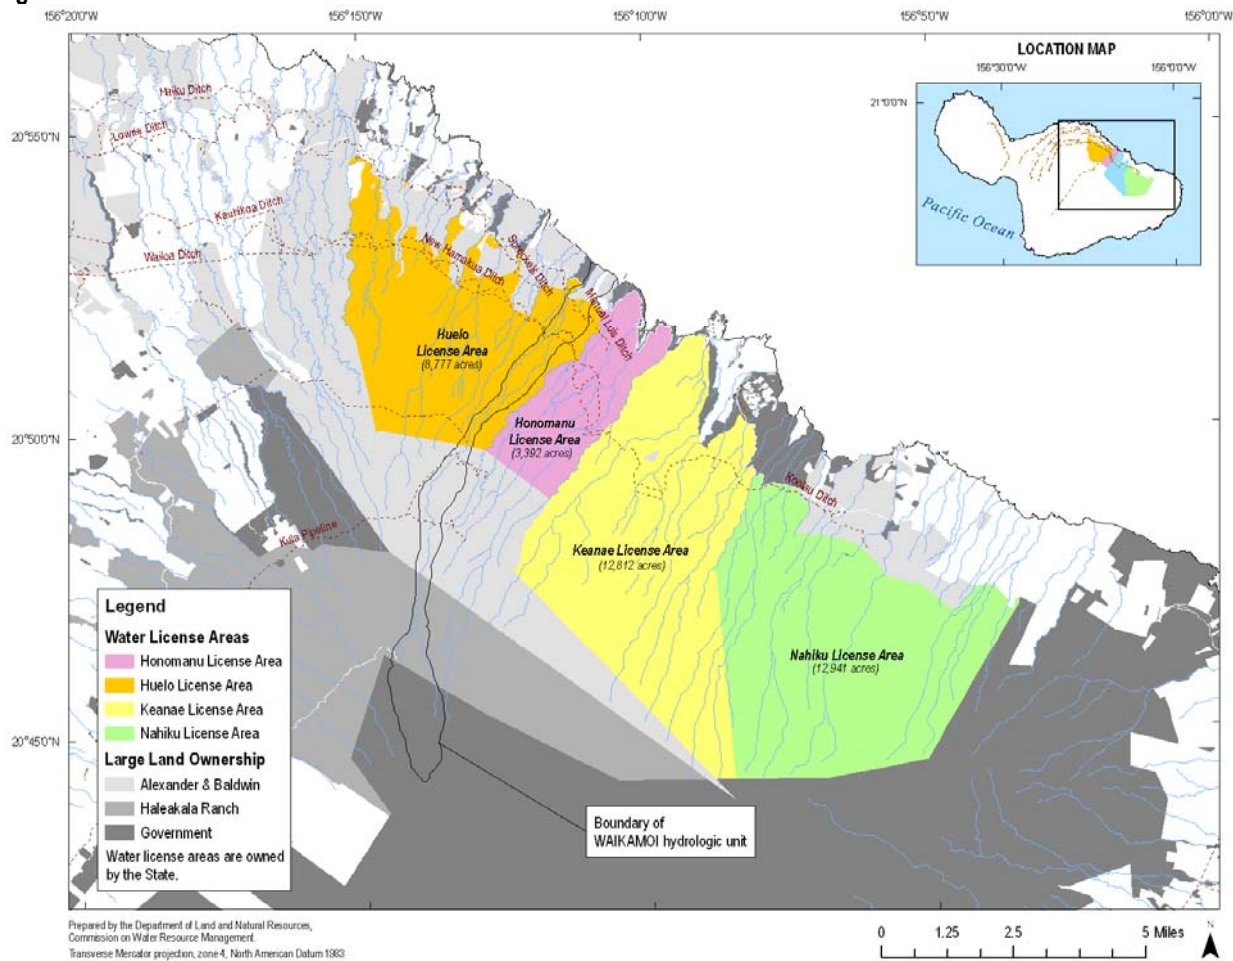 156°20'0"W
156°15'0"W
156°10'0"W
156°5'0"W
156°0'0"W
LOCATION MAP
156°30'0"W
156°0'0"W
21°0'0"N
Pacific Ocean
20°55'0"N
20°50'0"N
20°45'0"N
Haiku Ditch
Lowrie Ditch
Kauhikoa Ditch
Wailoa Ditch
New Hamakua Ditch
Spreckels Ditch
Manuel Luis Ditch
Koolau Ditch
Kula Pipeline
Huelo
License Area
(8,777 acres)
Honomanu
License Area
(3,392 acres)
Keanae License Area
(12,812 acres)
Nahiku License Area
(12,941 acres)
Legend
Water License Areas
Honomanu License Area
Huelo License Area
Keanae License Area
Nahiku License Area
Large Land Ownership
Alexander & Baldwin
Haleakala Ranch
Government
Water license areas are owned
by the State.
Boundary of
WAIKAMOI hydrologic unit
Prepared by the Department of Land and Natural Resources,
Commission on Water Resource Management.
Transverse Mercator projection, zone 4, North American Datum 1983
0 1.25 2.5 5 Miles
N